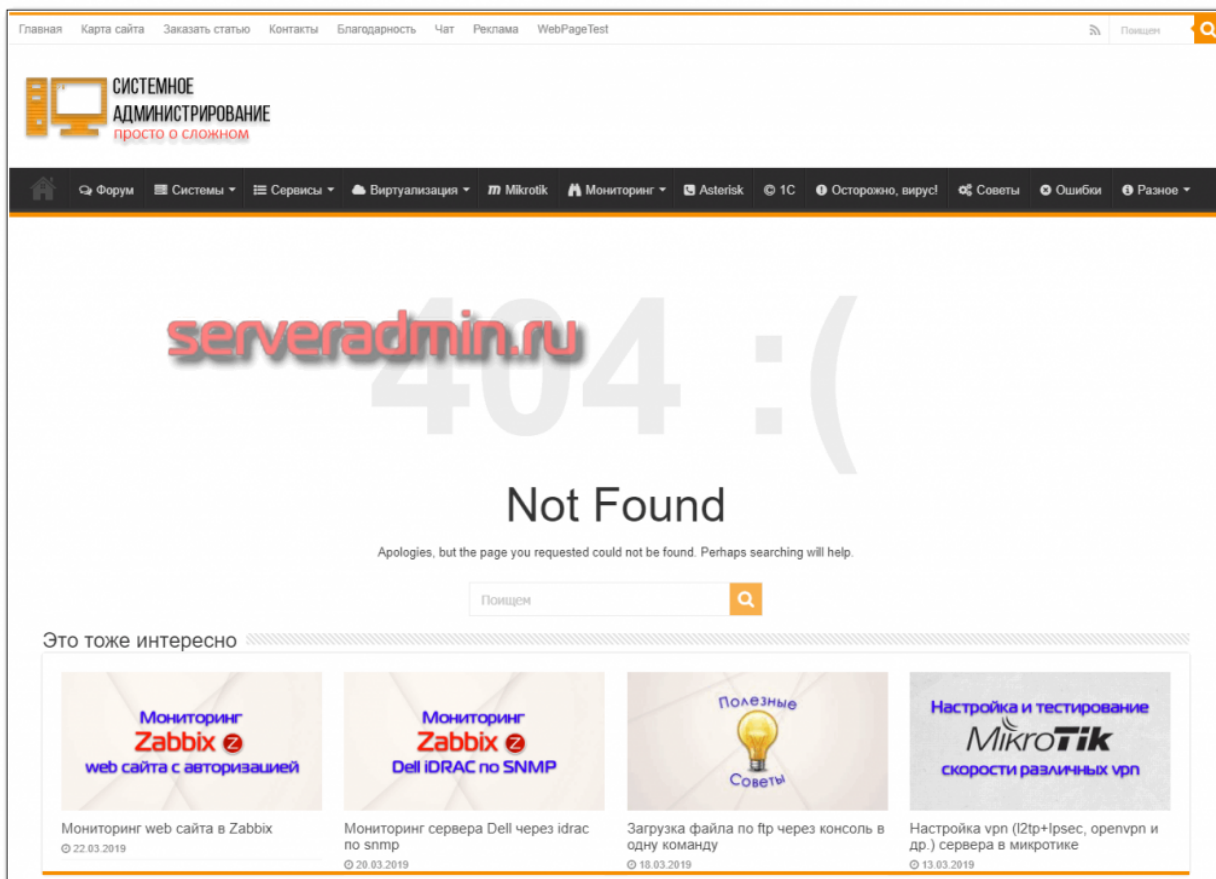 Главная Карта сайта Заказать статью Контакты Благодарность Чат Реклама WebPageTest Поищем
СИСТЕМНОЕ
АДМИНИСТРИРОВАНИЕ
просто о сложном
Форум Системы Сервисы Виртуализация Mikrotik Мониторинг Asterisk 1С Осторожно, вирус! Советы Ошибки Разное
404 :(
serveradmin.ru
Not Found
Apologies, but the page you requested could not be found. Perhaps searching will help.
Поищем
Это тоже интересно
Мониторинг
Zabbix Z
web сайта с авторизацией
Мониторинг web сайта в Zabbix
22.03.2019
Мониторинг
Zabbix Z
Dell iDRAC по SNMP
Мониторинг сервера Dell через idrac
по snmp
20.03.2019
Полезные
Советы
Загрузка файла по ftp через консоль в
одну команду
18.03.2019
Настройка и тестирование
MikroTik
скорости различных vpn
Настройка vpn (l2tp+Ipsec, openvpn и
др.) сервера в микротике
13.03.2019